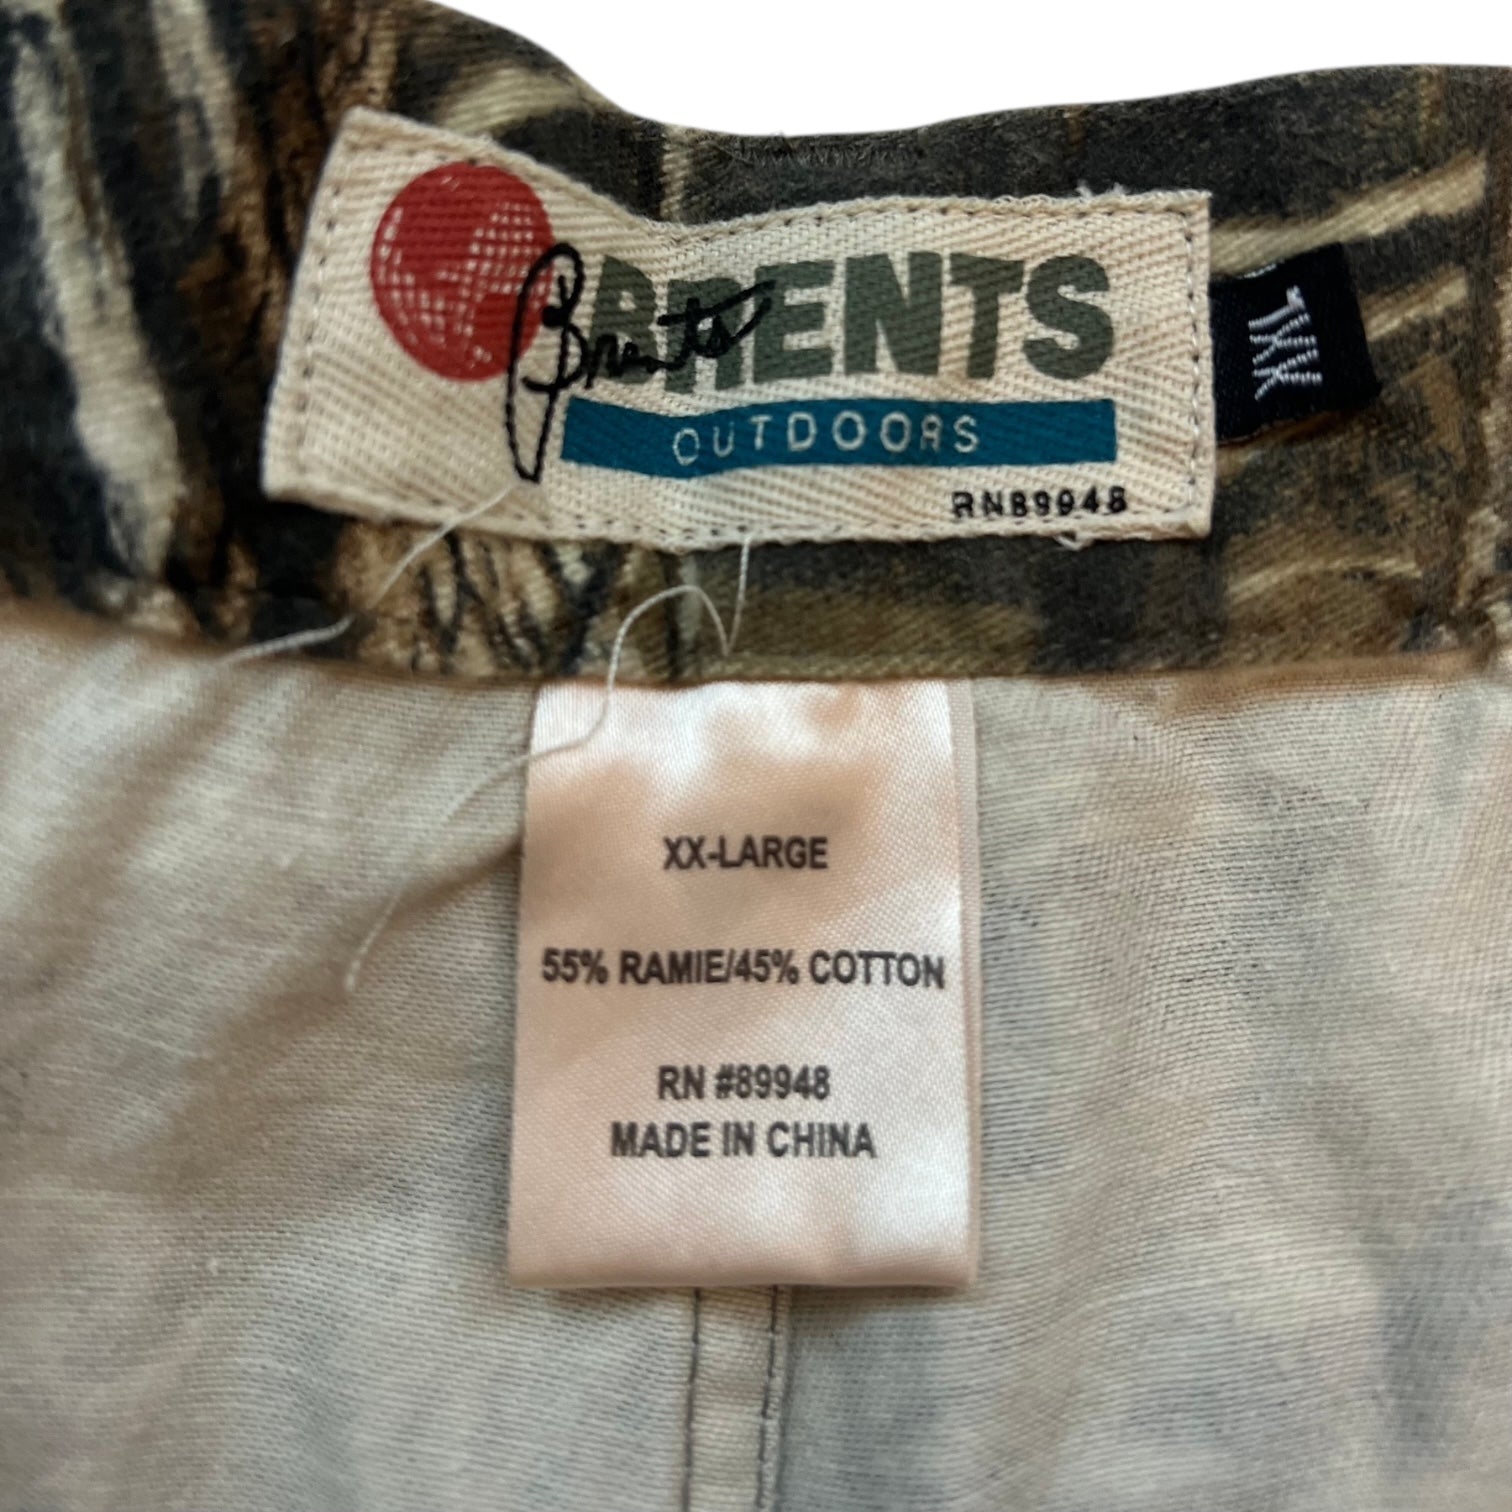 Brents
BRENTS
OUTDOORS
RN89948
XXL
XX-LARGE
55% RAMIE/45% COTTON
RN #89948
MADE IN CHINA